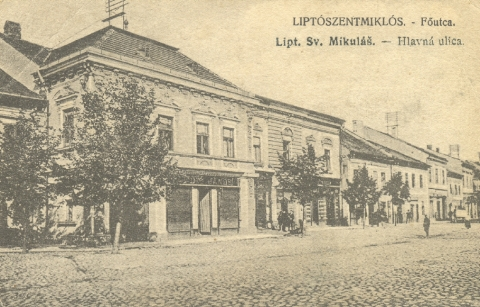 LIPTÓSZENTMIKLÓS. - Főutca.
Lipt. Sv. Mikuláš. — Hlavná ulica.